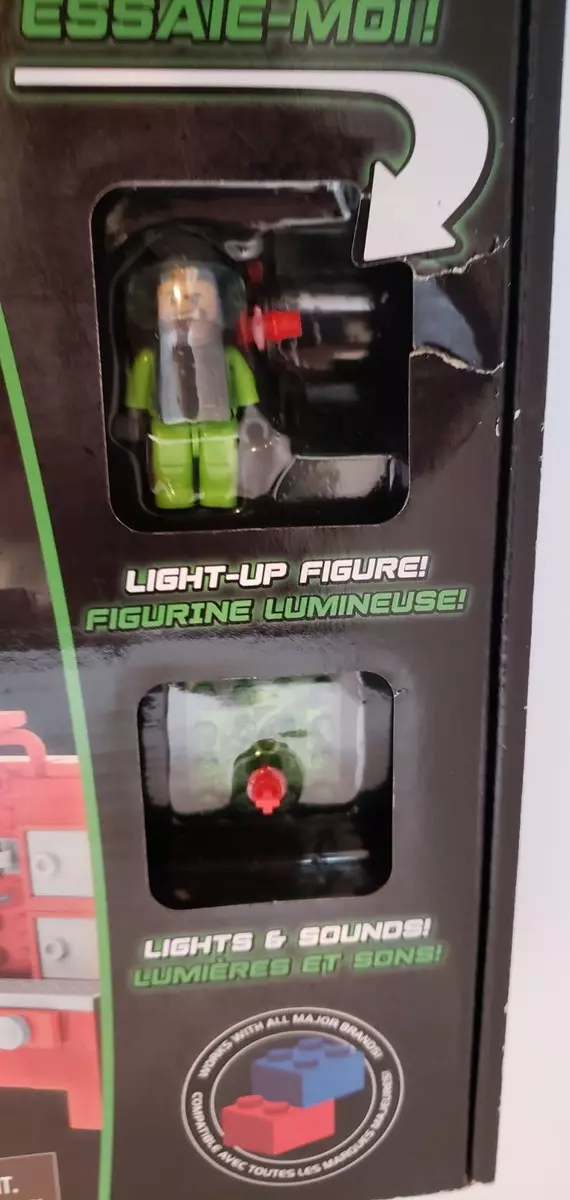 ESSAIE-MOI!
LIGHT-UP FIGURE!
FIGURINE LUMINEUSE!
LIGHTS & SOUNDS!
LUMIÈRES ET SONS!
WORKS WITH ALL MAJOR BRANDS!
COMPATIBLE AVEC TOUTES LES MARQUES MAJEURES!